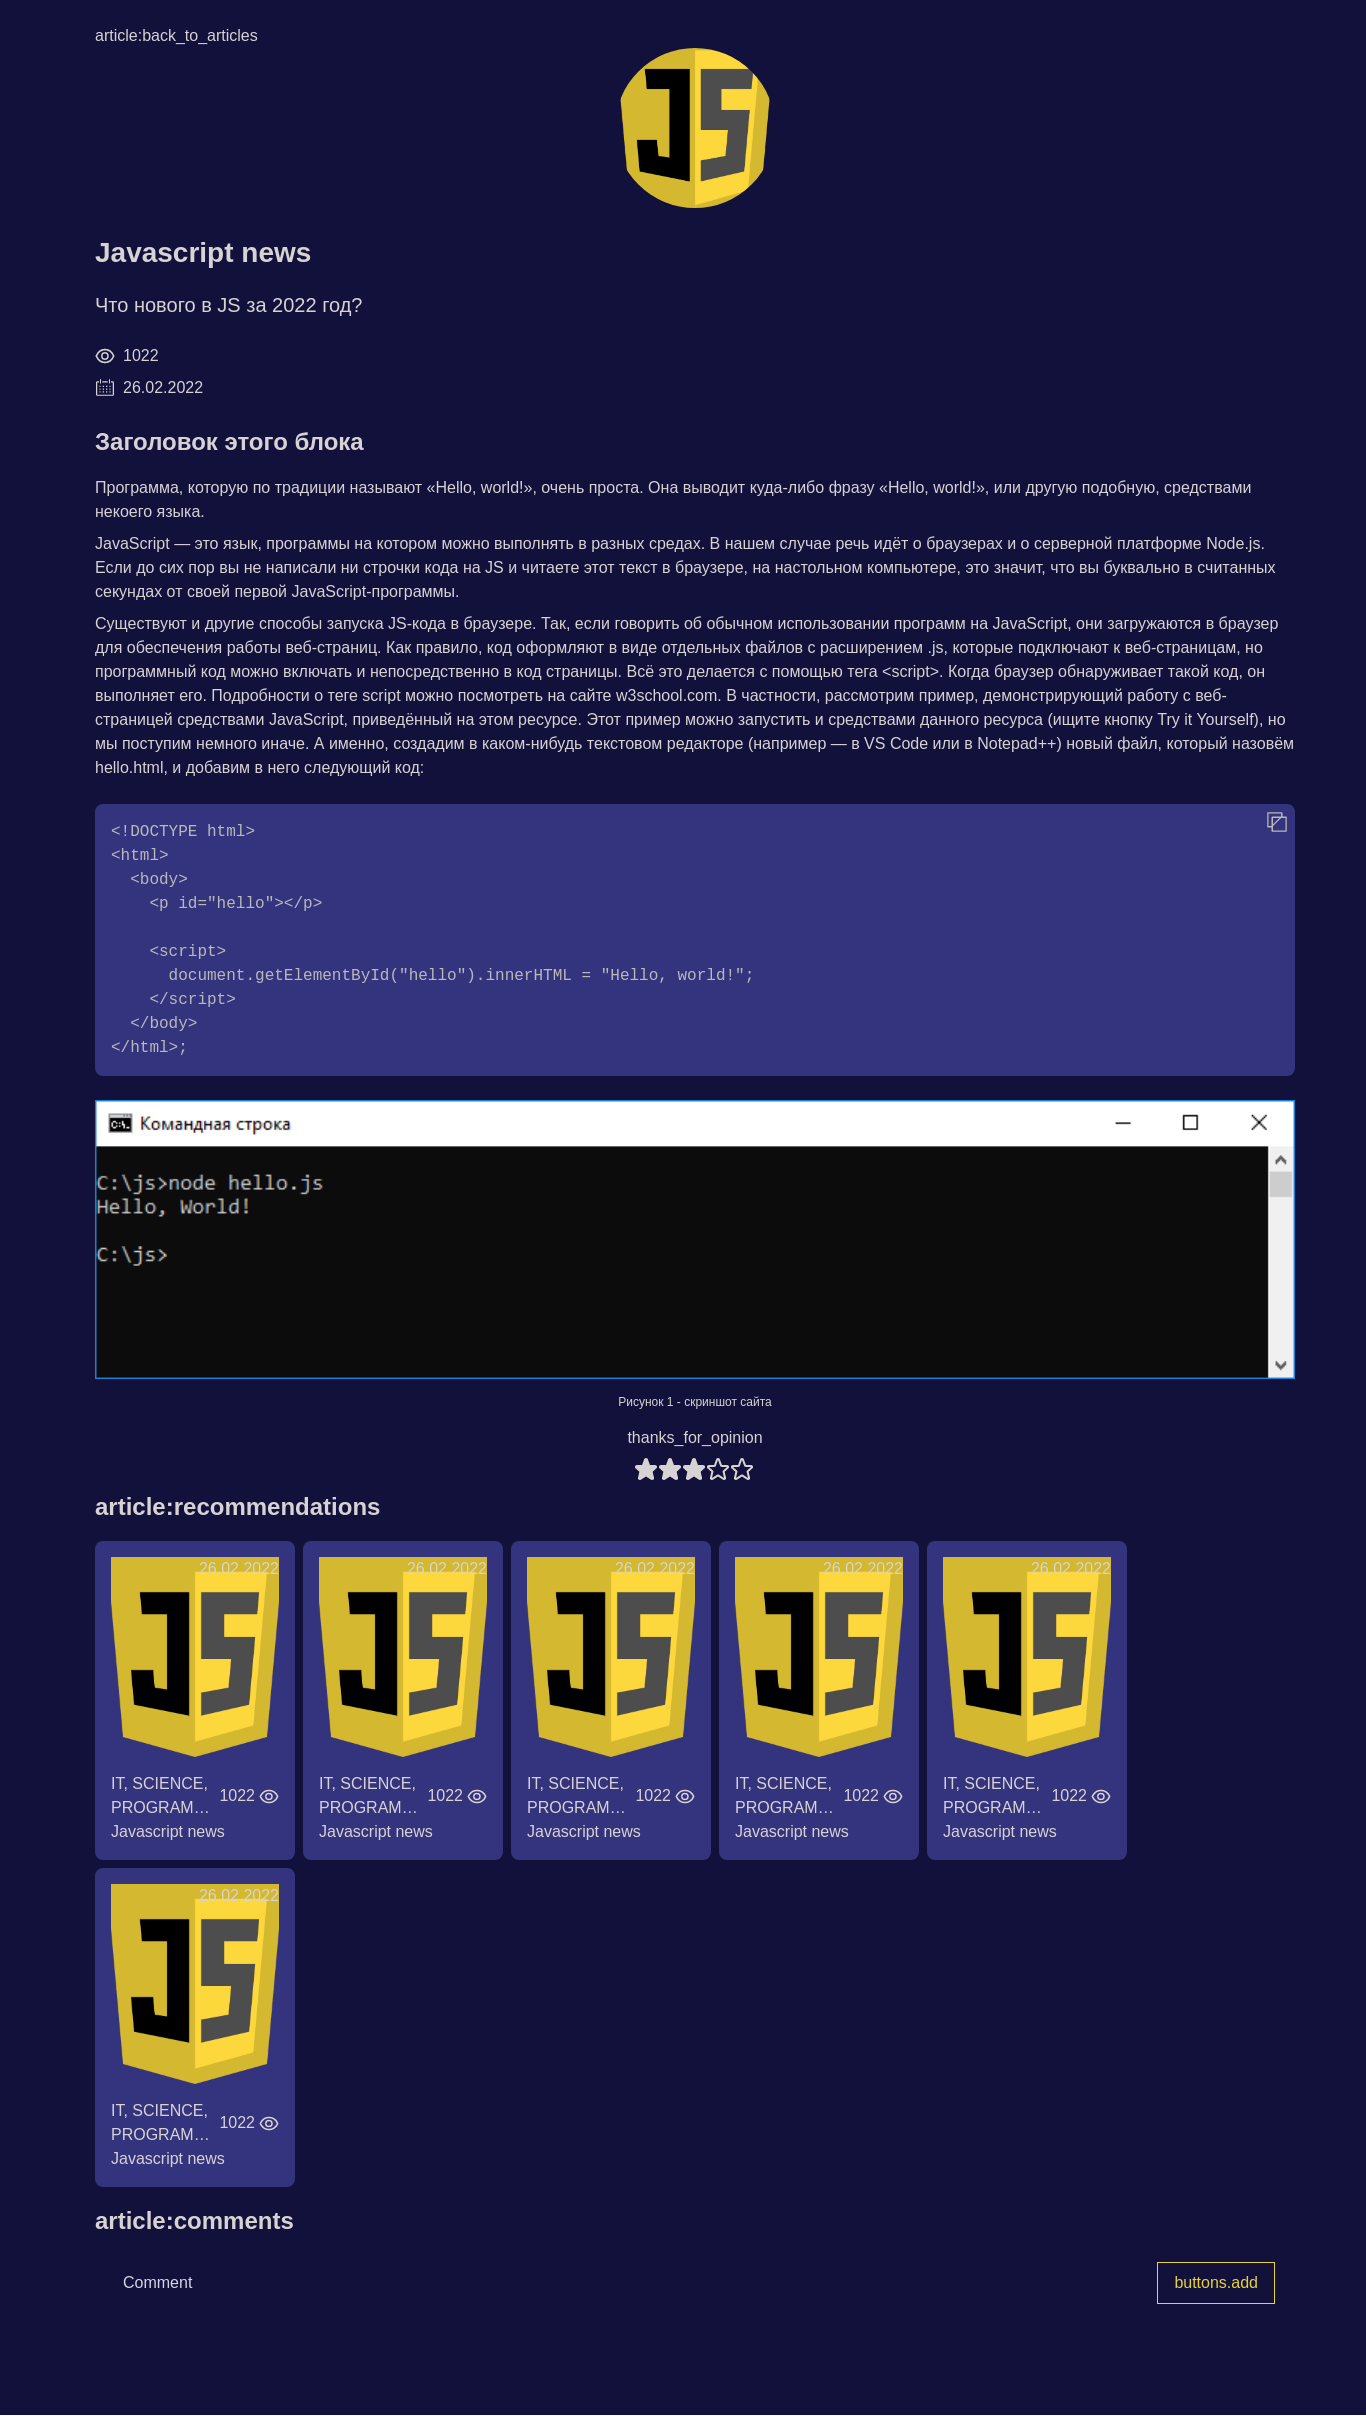 article:back_to_articles
JS
Javascript news
Что нового в JS за 2022 год?
1022
26.02.2022
Заголовок этого блока
Программа, которую по традиции называют «Hello, world!», очень проста. Она выводит куда-либо фразу «Hello, world!», или другую подобную, средствами
некоего языка.
JavaScript — это язык, программы на котором можно выполнять в разных средах. В нашем случае речь идёт о браузерах и о серверной платформе Node.js.
Если до сих пор вы не написали ни строчки кода на JS и читаете этот текст в браузере, на настольном компьютере, это значит, что вы буквально в считанных
секундах от своей первой JavaScript-программы.
Существуют и другие способы запуска JS-кода в браузере. Так, если говорить об обычном использовании программ на JavaScript, они загружаются в браузер
для обеспечения работы веб-страниц. Как правило, код оформляют в виде отдельных файлов с расширением .js, которые подключают к веб-страницам, но
программный код можно включать и непосредственно в код страницы. Всё это делается с помощью тега <script>. Когда браузер обнаруживает такой код, он
выполняет его. Подробности о теге script можно посмотреть на сайте w3school.com. В частности, рассмотрим пример, демонстрирующий работу с веб-
страницей средствами JavaScript, приведённый на этом ресурсе. Этот пример можно запустить и средствами данного ресурса (ищите кнопку Try it Yourself), но
мы поступим немного иначе. А именно, создадим в каком-нибудь текстовом редакторе (например — в VS Code или в Notepad++) новый файл, который назовём
hello.html, и добавим в него следующий код:
<!DOCTYPE html>
<html>
  <body>
    <p id="hello"></p>

    <script>
      document.getElementById("hello").innerHTML = "Hello, world!";
    </script>
  </body>
</html>;
C:\. Командная строка
C:\js>node hello.js
Hello, World!
C:\js>
Рисунок 1 - скриншот сайта
thanks_for_opinion
article:recommendations
26.02.2022 26.02.2022 26.02.2022 26.02.2022 26.02.2022
JS JS JS JS JS
IT, SCIENCE, IT, SCIENCE, IT, SCIENCE, IT, SCIENCE, IT, SCIENCE,
1022 1022 1022 1022 1022
PROGRAM… PROGRAM… PROGRAM… PROGRAM… PROGRAM…
Javascript news Javascript news Javascript news Javascript news Javascript news
26.02.2022
JS
IT, SCIENCE,
1022
PROGRAM…
Javascript news
article:comments
Comment buttons.add